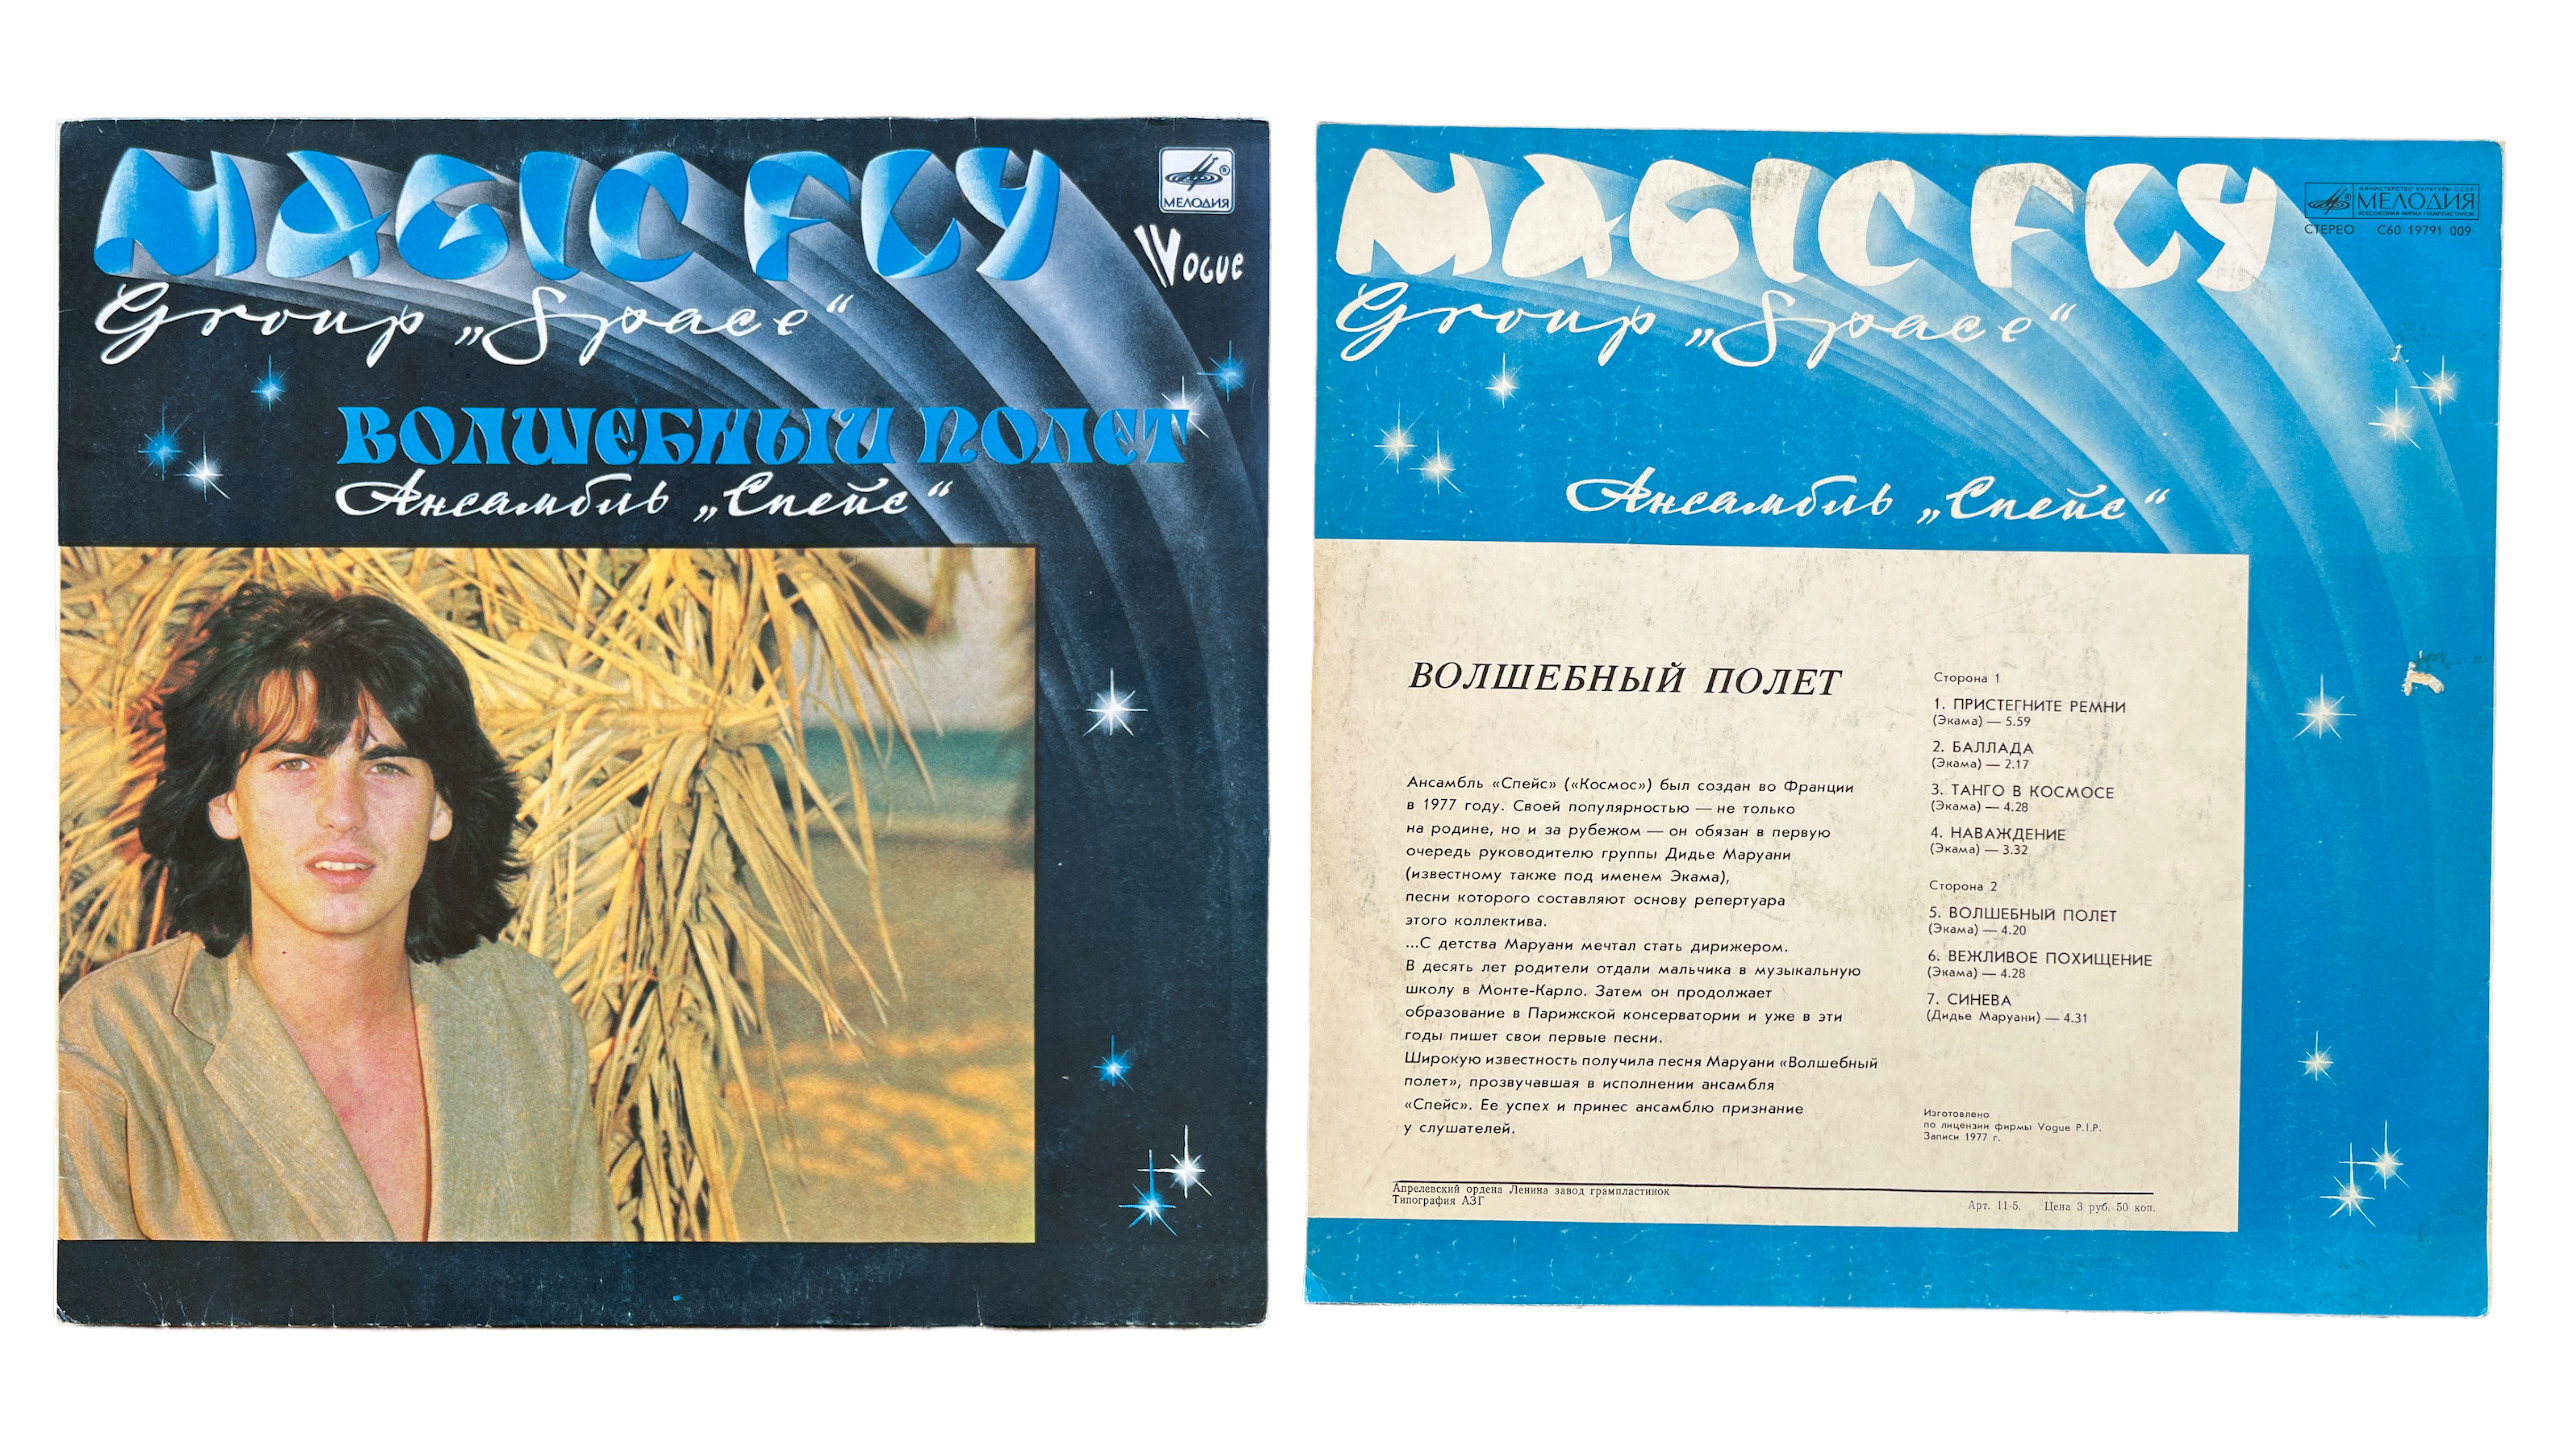 MAGIC FLY
МЕЛОДИЯ
Vogue
Group „Space“
ВОЛШЕБНЫЙ ПОЛЕТ
Ансамбль „Спейс“
MAGIC FLY
МИНИСТЕРСТВО КУЛЬТУРЫ СССР
МЕЛОДИЯ
ВСЕСОЮЗНАЯ ФИРМА ГРАМПЛАСТИНОК
СТЕРЕО С60 19791 009
Group „Space“
Ансамбль „Спейс“
ВОЛШЕБНЫЙ ПОЛЕТ
Ансамбль «Спейс» («Космос») был создан во Франции
в 1977 году. Своей популярностью — не только
на родине, но и за рубежом — он обязан в первую
очередь руководителю группы Дидье Маруани
(известному также под именем Экама),
песни которого составляют основу репертуара
этого коллектива.
...С детства Маруани мечтал стать дирижером.
В десять лет родители отдали мальчика в музыкальную
школу в Монте-Карло. Затем он продолжает
образование в Парижской консерватории и уже в эти
годы пишет свои первые песни.
Широкую известность получила песня Маруани «Волшебный
полет», прозвучавшая в исполнении ансамбля
«Спейс». Ее успех и принес ансамблю признание
у слушателей.
Сторона 1
1. ПРИСТЕГНИТЕ РЕМНИ
(Экама) — 5.59
2. БАЛЛАДА
(Экама) — 2.17
3. ТАНГО В КОСМОСЕ
(Экама) — 4.28
4. НАВАЖДЕНИЕ
(Экама) — 3.32
Сторона 2
5. ВОЛШЕБНЫЙ ПОЛЕТ
(Экама) — 4.20
6. ВЕЖЛИВОЕ ПОХИЩЕНИЕ
(Экама) — 4.28
7. СИНЕВА
(Дидье Маруани) — 4.31
Изготовлено
по лицензии фирмы Vogue P.I.P.
Записи 1977 г.
Апрелевский ордена Ленина завод грампластинок
Типография АЗГ
Арт. 11-5. Цена 3 руб. 50 коп.